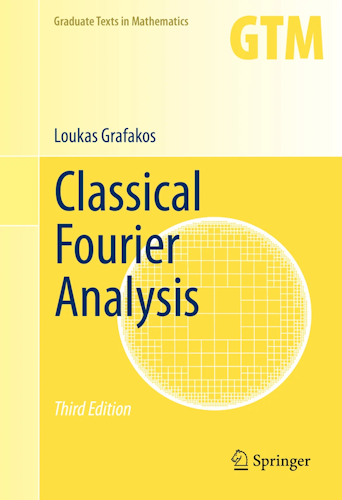 Graduate Texts in Mathematics
GTM
Loukas Grafakos
Classical
Fourier
Analysis
Third Edition
Springer